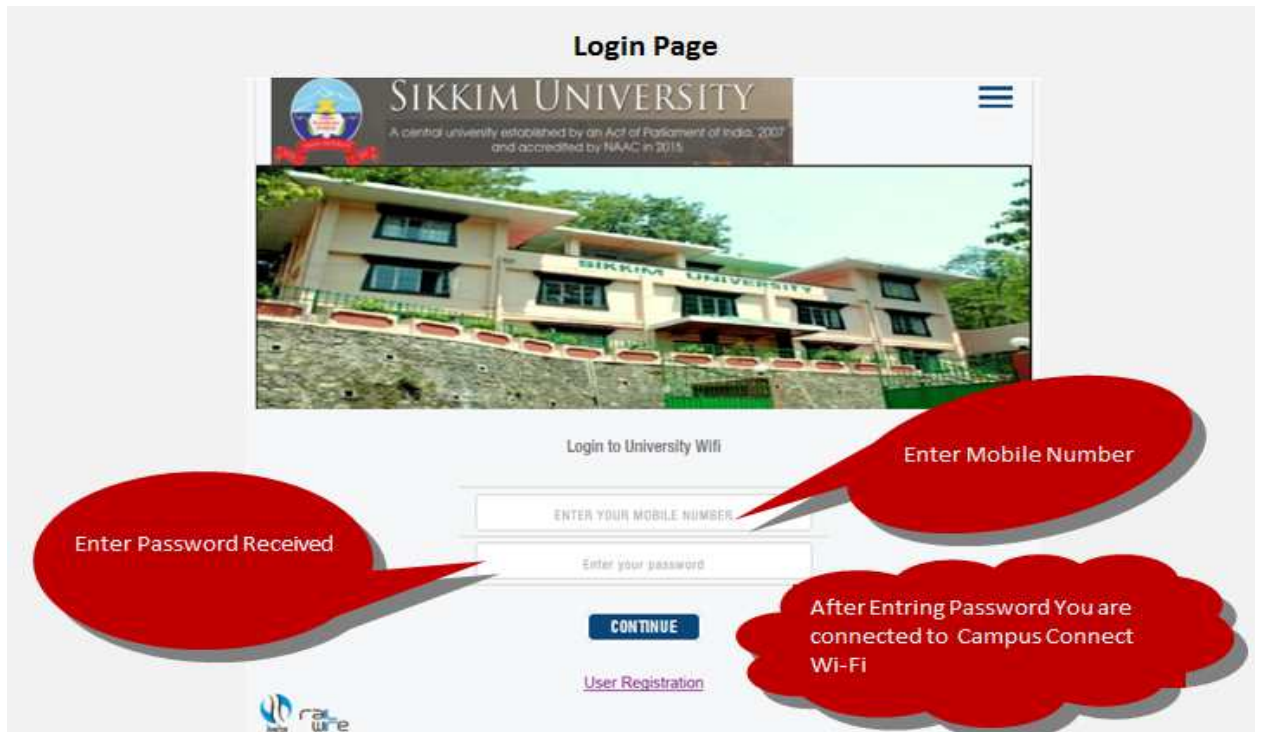 Login Page
SIKKIM UNIVERSITY
A central university established by an Act of Parliament of India, 2007
and accredited by NAAC in 2015
SIKKIM UNIVERSITY
Login to University Wifi
Enter Mobile Number
ENTER YOUR MOBILE NUMBER
Enter Password Received
Enter your password
After Entring Password You are
connected to Campus Connect
Wi-Fi
CONTINUE
User Registration
rail
wire